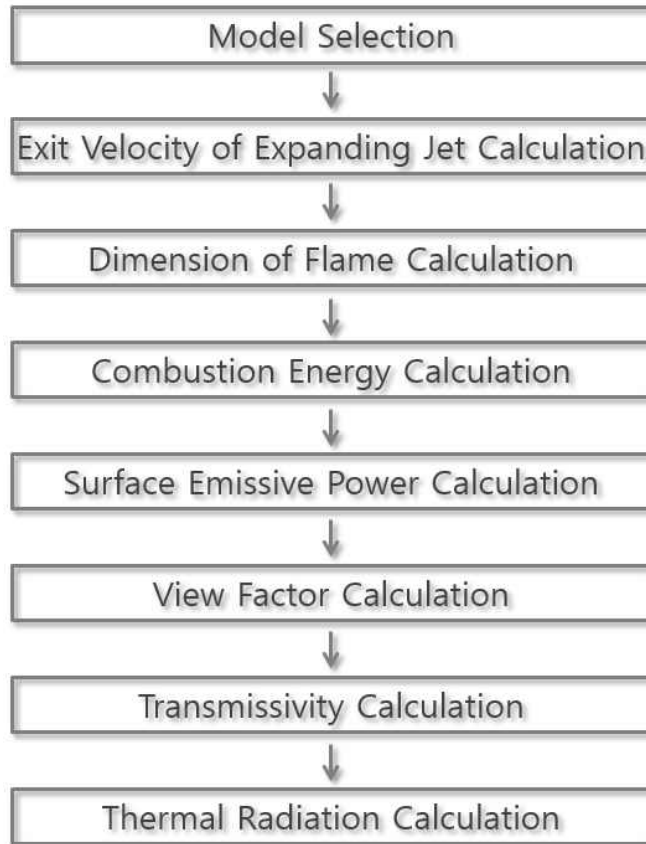 Model Selection
Exit Velocity of Expanding Jet Calculation
Dimension of Flame Calculation
Combustion Energy Calculation
Surface Emissive Power Calculation
View Factor Calculation
Transmissivity Calculation
Thermal Radiation Calculation